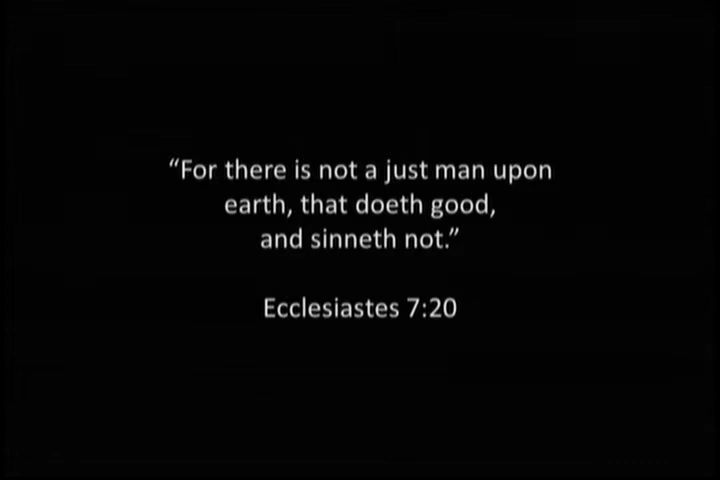 “For there is not a just man upon
earth, that doeth good,
and sinneth not.”
Ecclesiastes 7:20